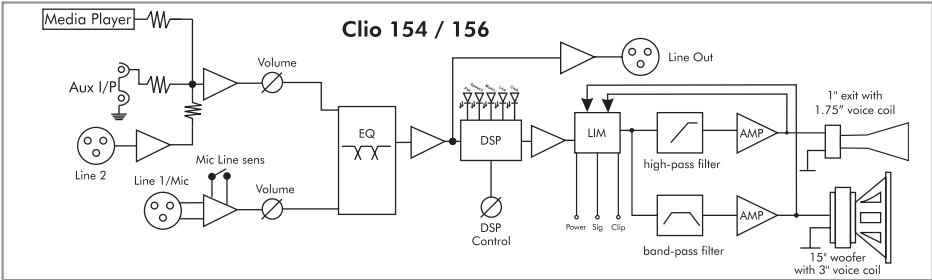 Clio 154 / 156
Media Player
Aux I/P
Volume
Line 2
Mic Line sens
Line 1/Mic
Volume
EQ
DSP
DSP
Control
LIM
Power Sig Clip
Line Out
high-pass filter
band-pass filter
AMP
AMP
1" exit with
1.75" voice coil
15" woofer
with 3" voice coil